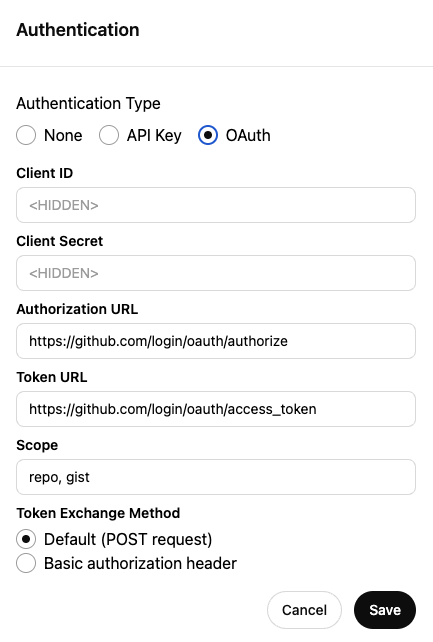 Authentication
Authentication Type
None API Key OAuth
Client ID
<HIDDEN>
Client Secret
<HIDDEN>
Authorization URL
https://github.com/login/oauth/authorize
Token URL
https://github.com/login/oauth/access_token
Scope
repo, gist
Token Exchange Method
Default (POST request)
Basic authorization header
Cancel Save